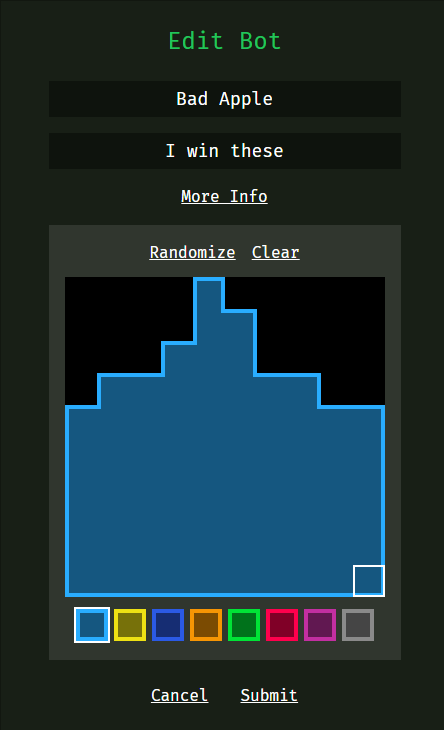 Edit Bot
Bad Apple
I win these
More Info
Randomize Clear
Cancel Submit